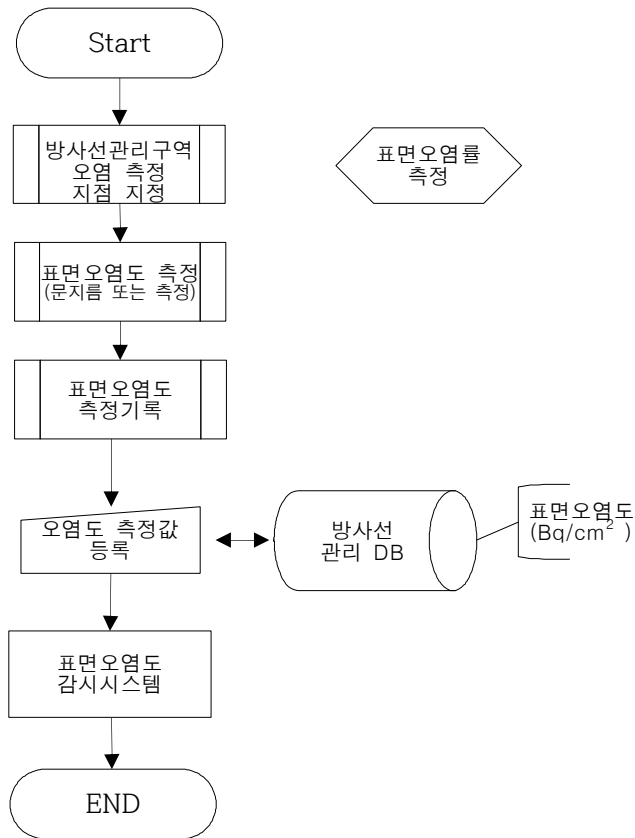 Start
방사선관리구역
오염 측정
지점 지정
표면오염률
측정
표면오염도 측정
(문지름 또는 측정)
표면오염도
측정기록
오염도 측정값
등록
방사선
관리 DB
표면오염도
(Bq/cm²)
표면오염도
감시시스템
END